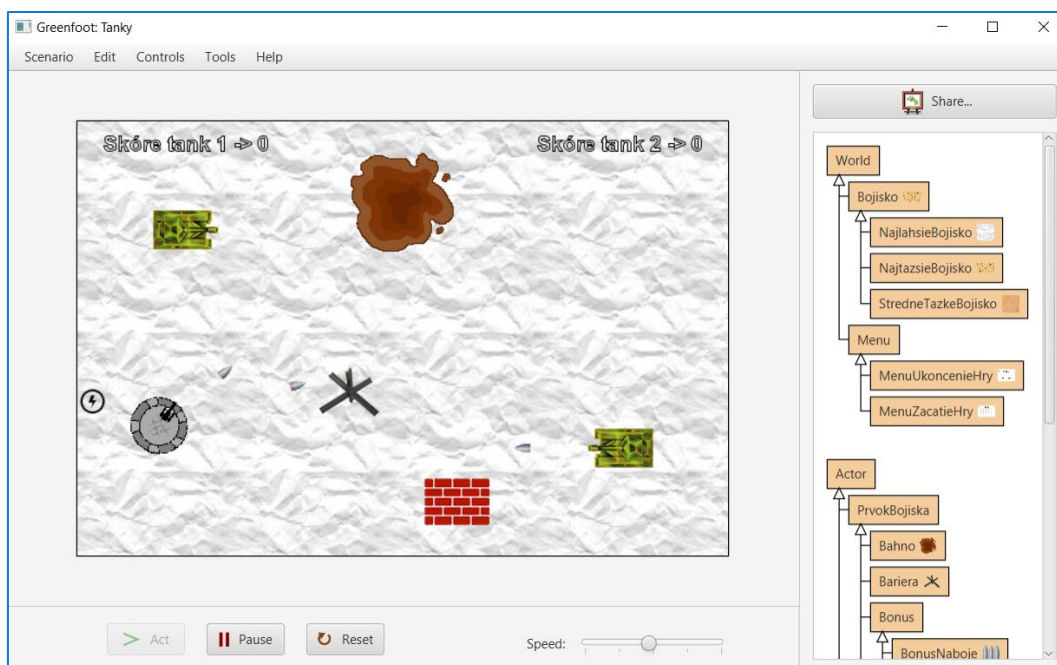 Greenfoot: Tanky
Scenario Edit Controls Tools Help
Share...
Skóre tank 1 -> 0
Skóre tank 2 -> 0
World
Bojisko
NajlahsieBojisko
NajtazsieBojisko
StredneTazkeBojisko
Menu
MenuUkoncenieHry
MenuZacatieHry
Actor
PrvokBojiska
Bahno
Bariera
Bonus
BonusNaboje
Act Pause Reset Speed: